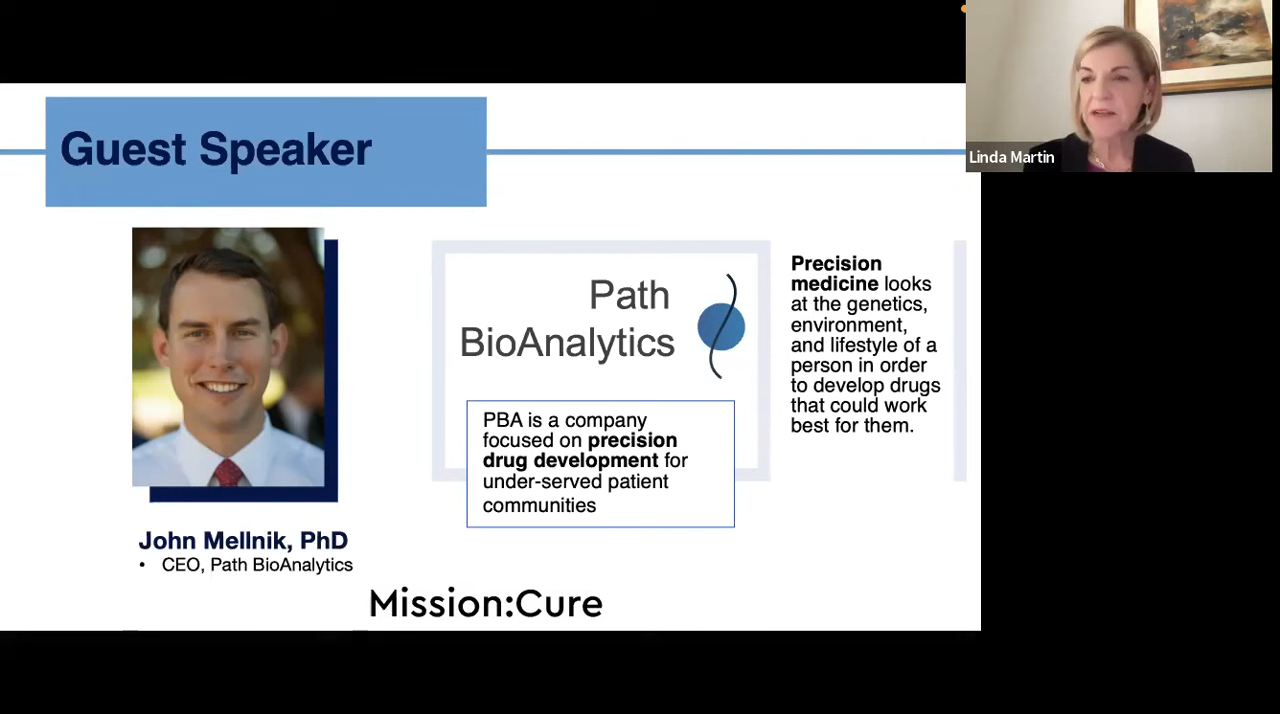 Guest Speaker
Linda Martin
Path
BioAnalytics
PBA is a company
focused on precision
drug development for
under-served patient
communities
Precision
medicine looks
at the genetics,
environment,
and lifestyle of a
person in order
to develop drugs
that could work
best for them.
John Mellnik, PhD
• CEO, Path BioAnalytics
Mission:Cure